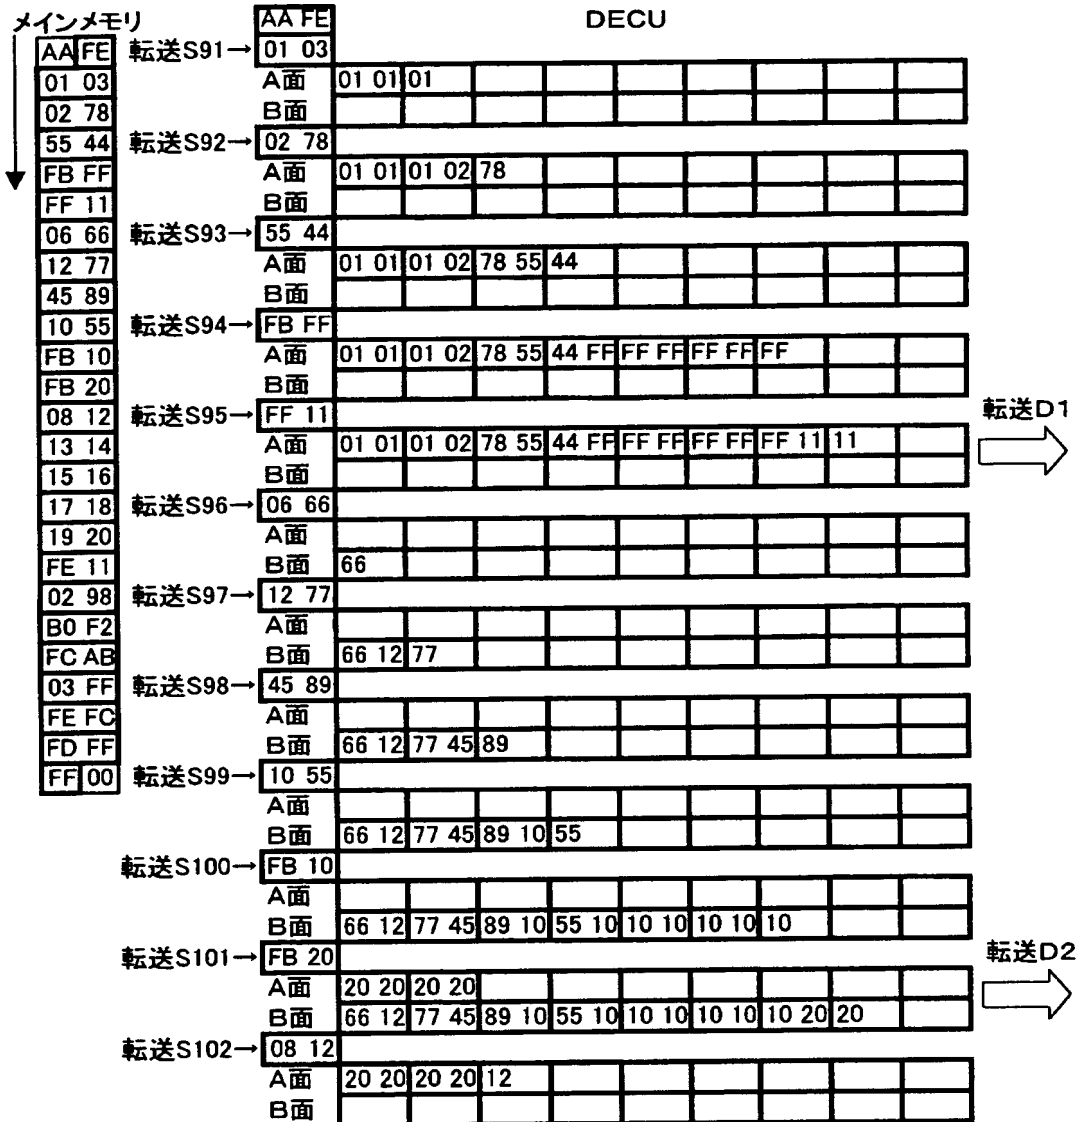 メインメモリ
AA FE
01 03
02 78
55 44
FB FF
FF 11
06 66
12 77
45 89
10 55
FB 10
FB 20
08 12
13 14
15 16
17 18
19 20
FE 11
02 98
B0 F2
FC AB
03 FF
FE FC
FD FF
FF 00
DECU
AA FE
転送S91→ 01 03
A面 01 01 01
B面
転送S92→ 02 78
A面 01 01 01 02 78
B面
転送S93→ 55 44
A面 01 01 01 02 78 55 44
B面
転送S94→ FB FF
A面 01 01 01 02 78 55 44 FF FF FF FF FF FF
B面
転送S95→ FF 11
A面 01 01 01 02 78 55 44 FF FF FF FF FF FF 11 11
B面
転送D1
転送S96→ 06 66
A面
B面 66
転送S97→ 12 77
A面
B面 66 12 77
転送S98→ 45 89
A面
B面 66 12 77 45 89
転送S99→ 10 55
A面
B面 66 12 77 45 89 10 55
転送S100→ FB 10
A面
B面 66 12 77 45 89 10 55 10 10 10 10 10 10
転送S101→ FB 20
A面 20 20 20 20
B面 66 12 77 45 89 10 55 10 10 10 10 10 10 20 20
転送D2
転送S102→ 08 12
A面 20 20 20 20 12
B面